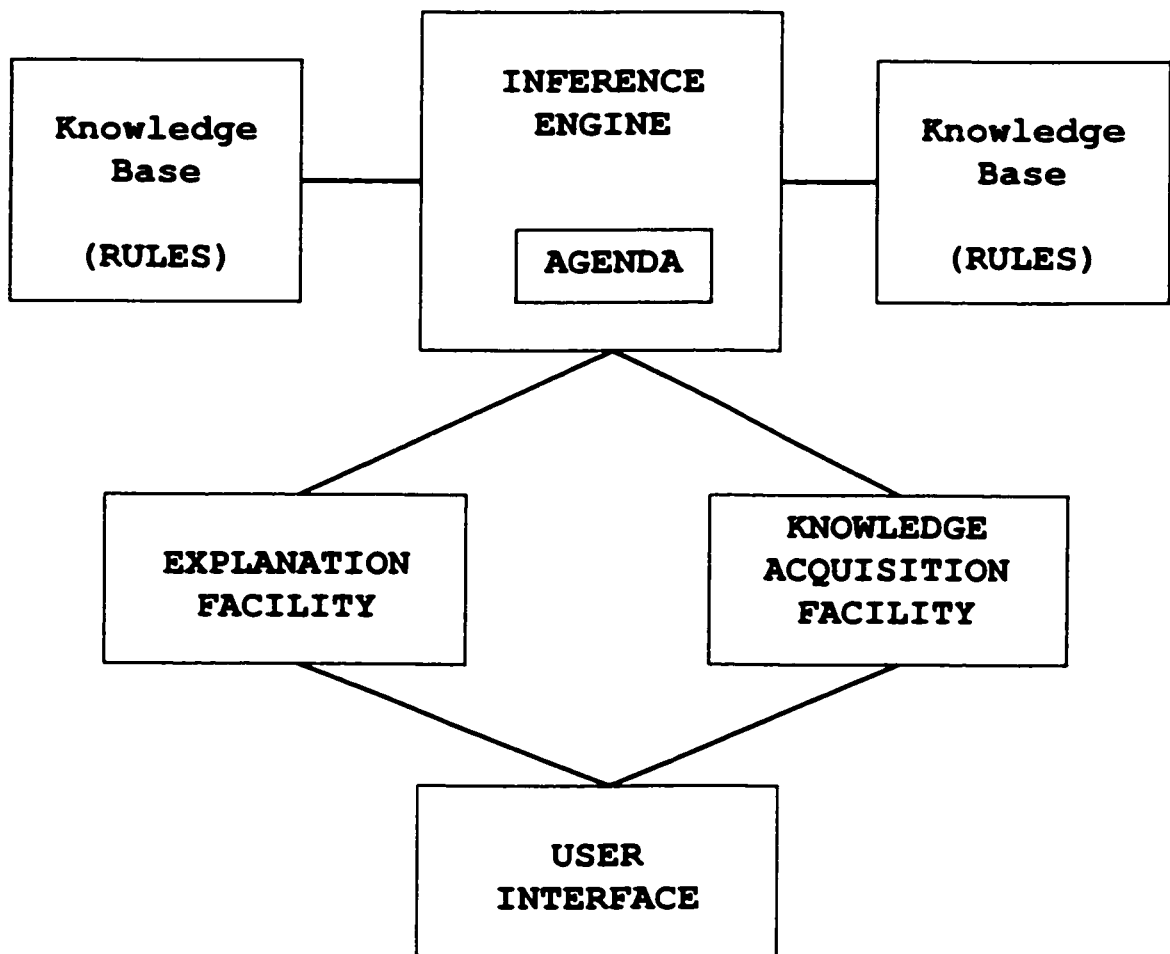 INFERENCE
ENGINE
Knowledge
Base
(RULES)
AGENDA
Knowledge
Base
(RULES)
EXPLANATION
FACILITY
KNOWLEDGE
ACQUISITION
FACILITY
USER
INTERFACE